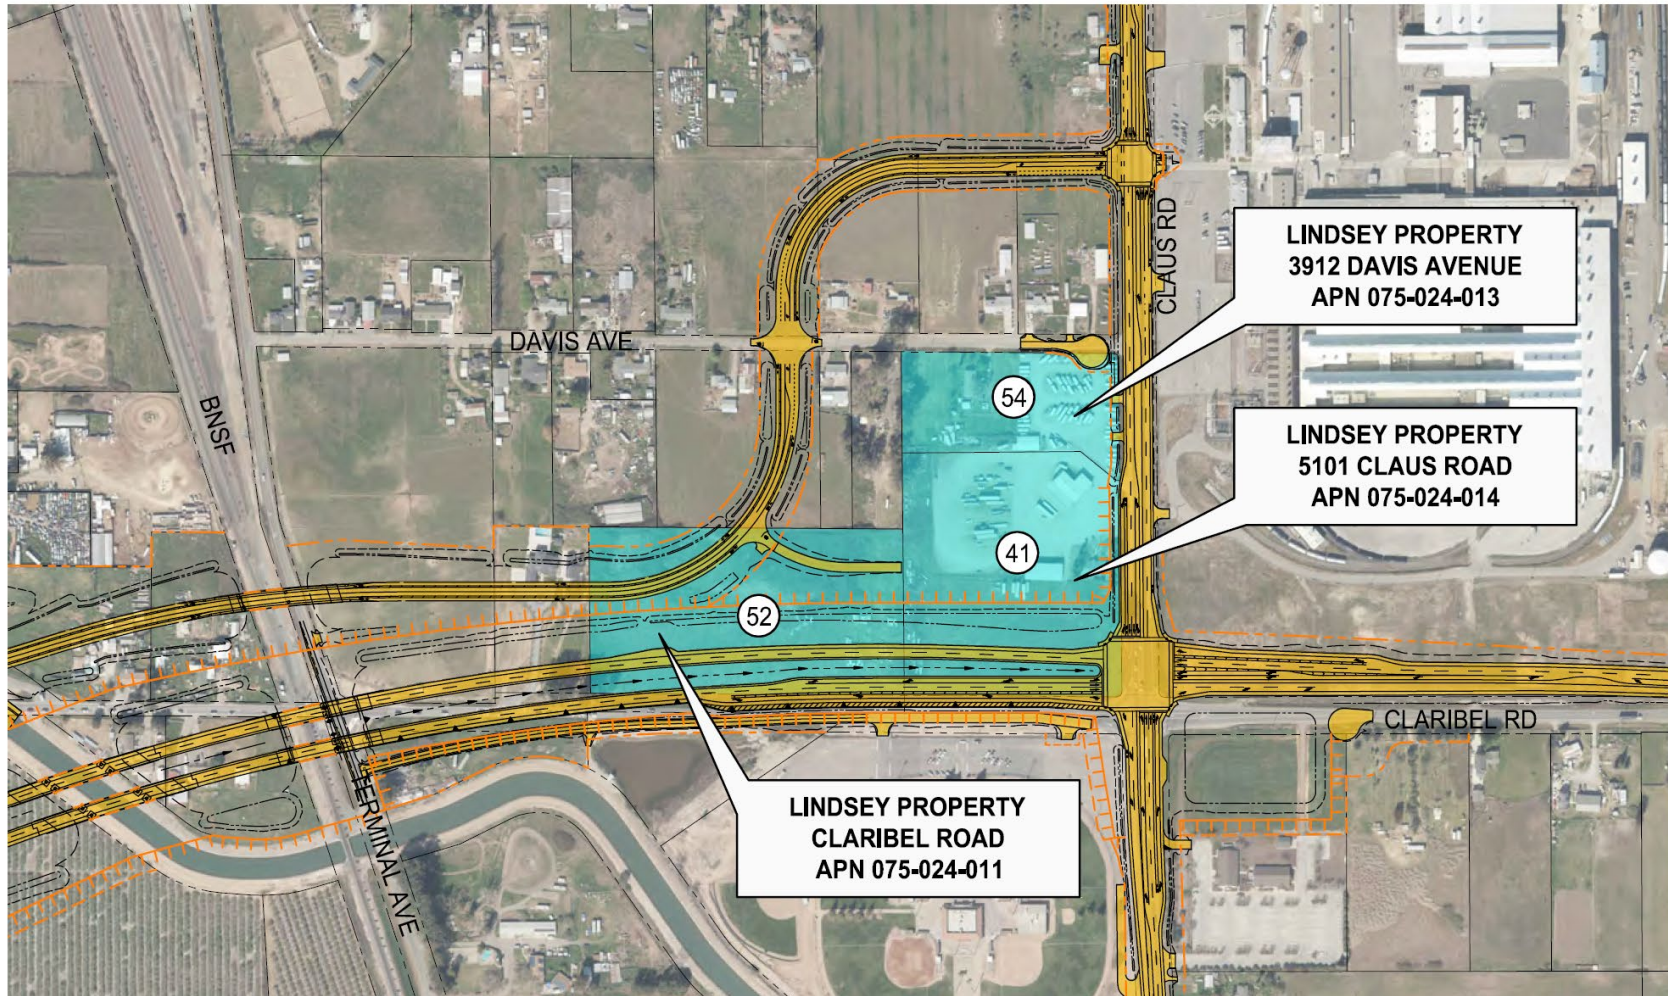 CLAUS RD
LINDSEY PROPERTY
3912 DAVIS AVENUE
APN 075-024-013
DAVIS AVE
54
BNSF
LINDSEY PROPERTY
5101 CLAUS ROAD
APN 075-024-014
41
52
CLARIBEL RD
TERMINAL AVE
LINDSEY PROPERTY
CLARIBEL ROAD
APN 075-024-011